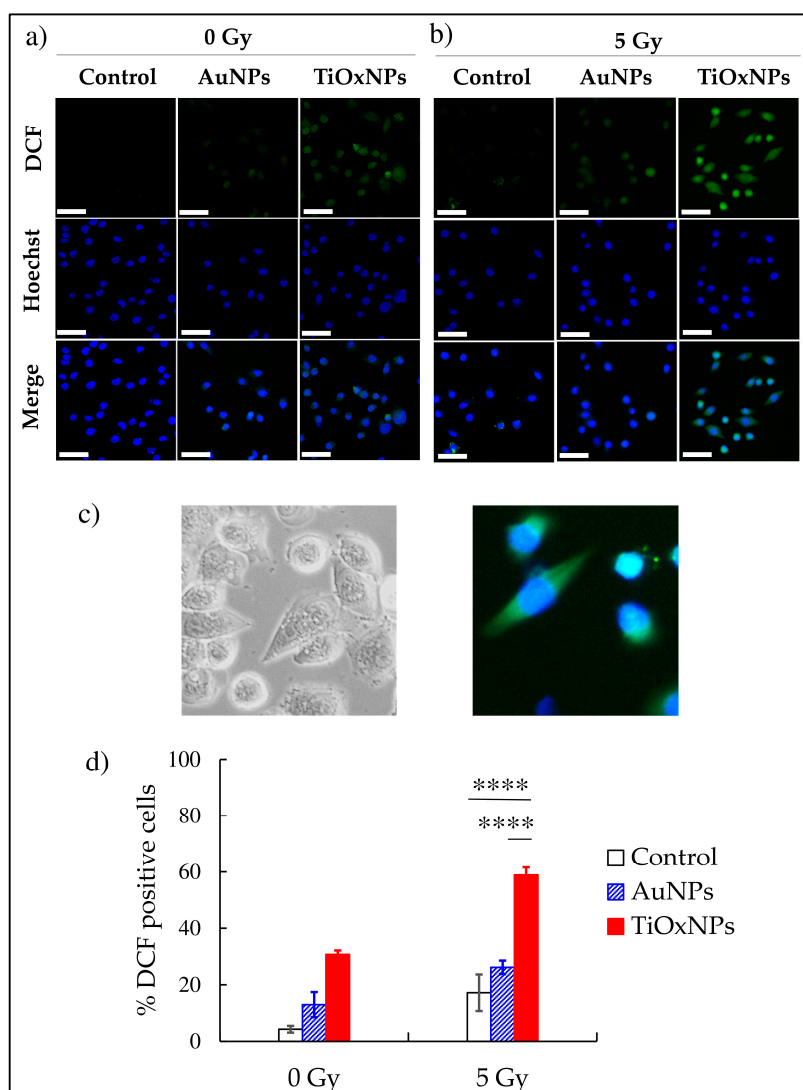 a)
0 Gy
b)
5 Gy
Control
AuNPs
TiOxNPs
Control
AuNPs
TiOxNPs
DCF
Hoechst
Merge
c)
d)
% DCF positive cells
100
80
60
40
20
0
0 Gy
5 Gy
****
****
Control
AuNPs
TiOxNPs